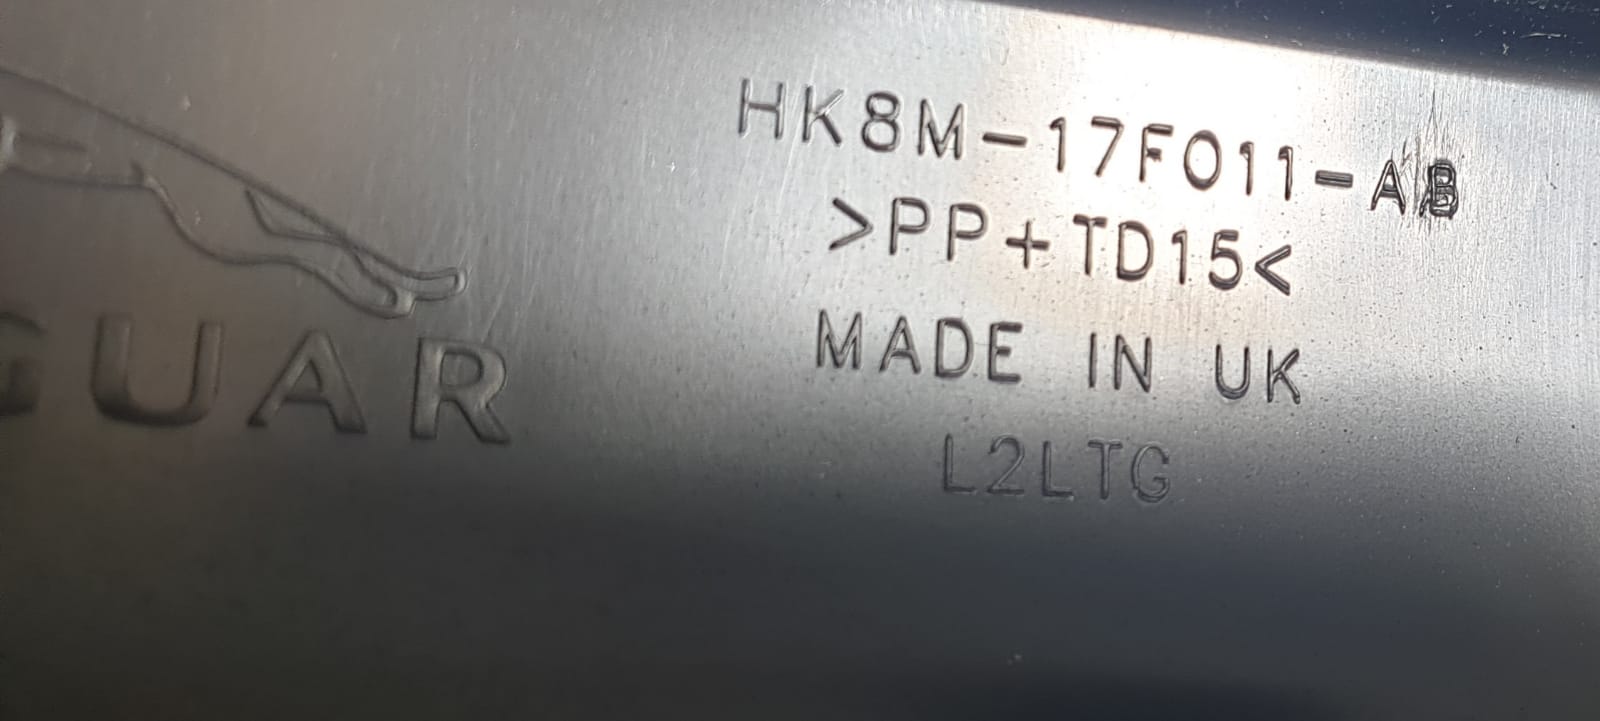 HK8M-17F011-AB
>PP+TD15<
MADE IN UK
L2LTG
GUAR